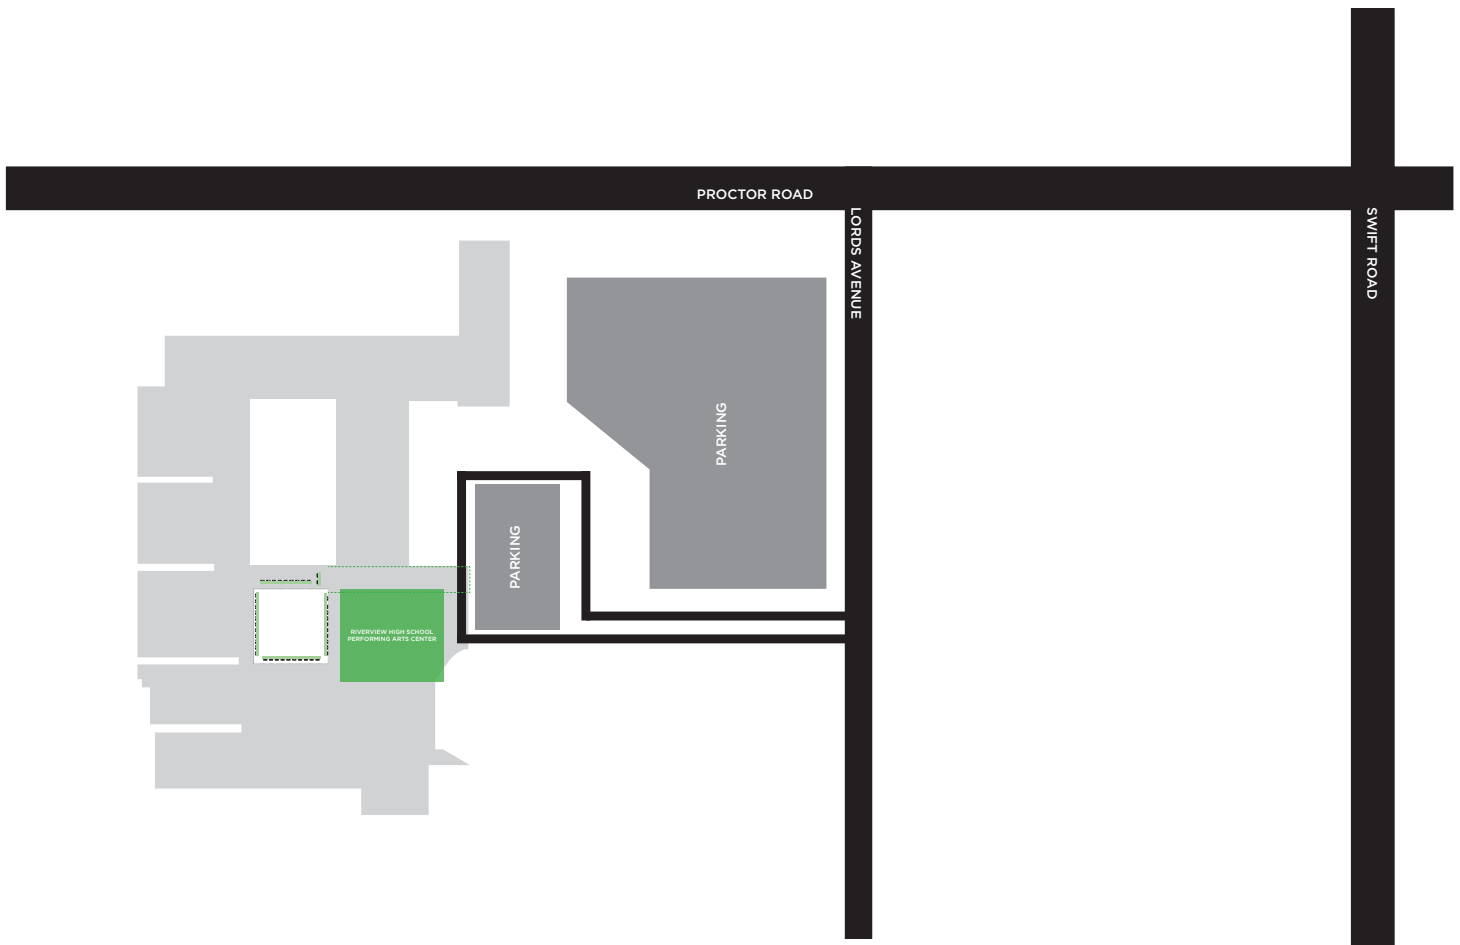 PROCTOR ROAD
LORDS AVENUE
SWIFT ROAD
PARKING
PARKING
RIVERVIEW HIGH SCHOOL
PERFORMING ARTS CENTER